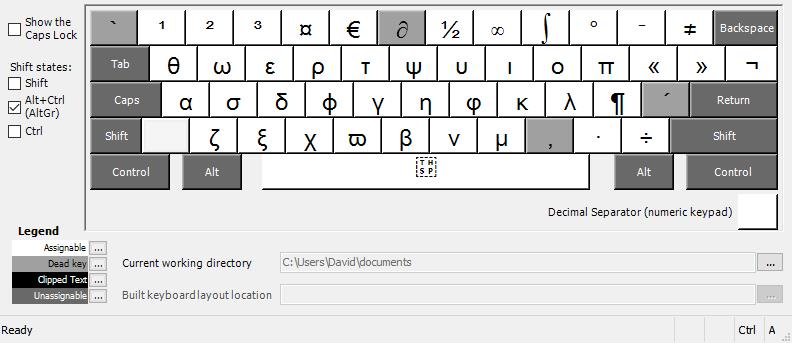 Show the
Caps Lock
Shift states:
Shift
Alt+Ctrl
(AltGr)
Ctrl
` ¹ ² ³ ¤ € ∂ ½ ∞ ∫ ° - ≠ Backspace
Tab θ ω ε ρ τ ψ υ ι ο π « » ¬
Caps α σ δ φ γ η φ κ λ ¶ ´ Return
Shift ζ ξ χ ϖ β ν μ , · ÷ Shift
Control Alt TH SP Alt Control
Decimal Separator (numeric keypad)
Legend
Assignable ...
Dead key ...
Clipped Text ...
Unassignable ...
Current working directory C:\Users\David\documents ...
Built keyboard layout location ...
Ready Ctrl A